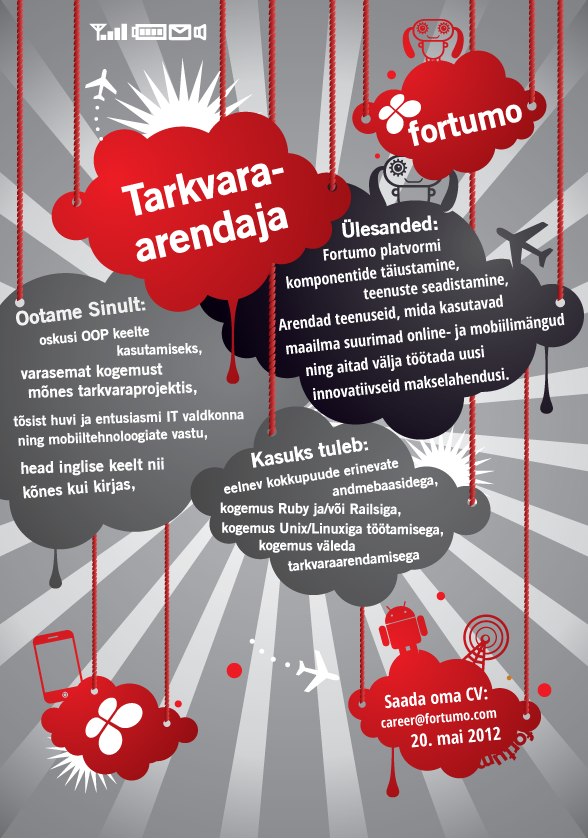 fortumo
Tarkvara-
arendaja
Ülesanded:
Fortumo platvormi
komponentide täiustamine,
teenuste seadistamine,
Arendad teenuseid, mida kasutavad
maailma suurimad online- ja mobiilimängud
ning aitad välja töötada uusi
innovatiivseid makselahendusi.
Ootame Sinult:
oskusi OOP keelte
kasutamiseks,
varasemat kogemust
mõnes tarkvaraprojektis,
tõsist huvi ja entusiasmi IT valdkonna
ning mobiiltehnoloogiate vastu,
head inglise keelt nii
kõnes kui kirjas,
Kasuks tuleb:
eelnev kokkupuude erinevate
andmebaasidega,
kogemus Ruby ja/või Railsiga,
kogemus Unix/Linuxiga töötamisega,
kogemus väleda
tarkvaraarendamisega
Saada oma CV:
career@fortumo.com
20. mai 2012
fortumo